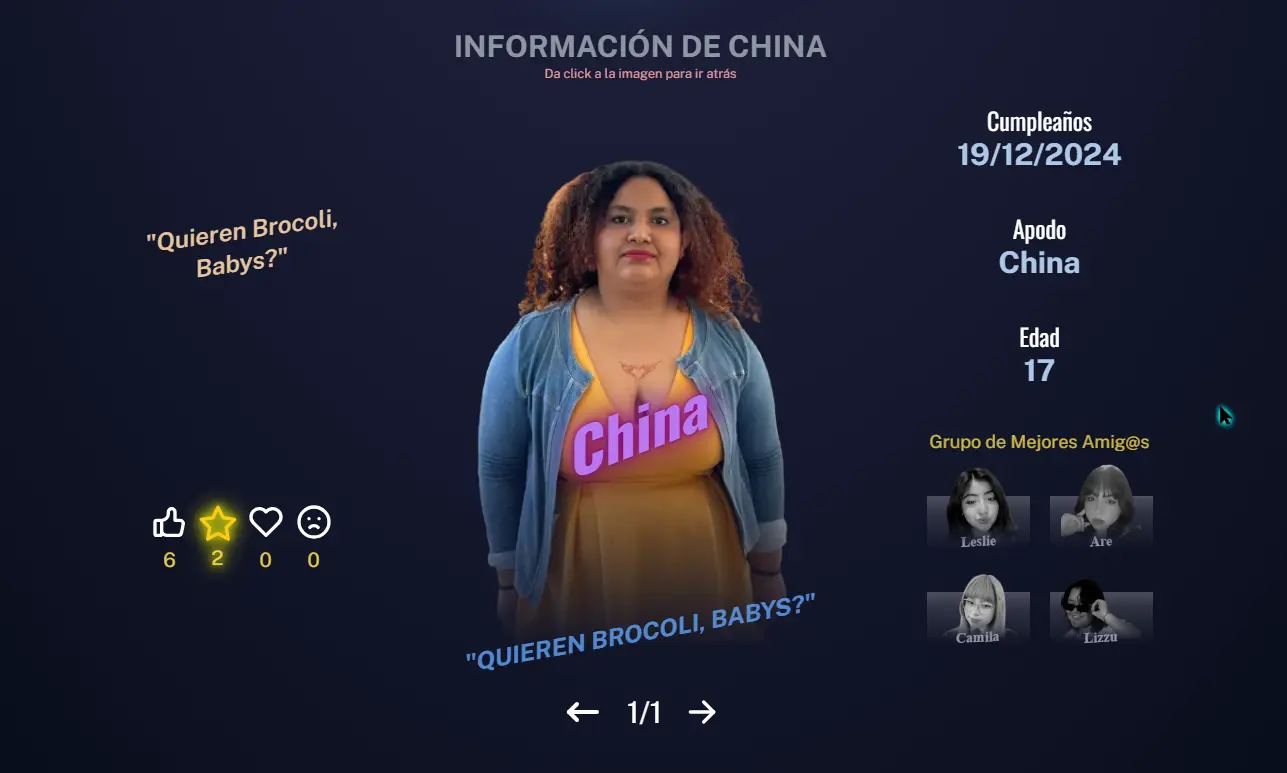 INFORMACIÓN DE CHINA
Da click a la imagen para ir atrás
"Quieren Brocoli,
Babys?"
6
2
0
0
China
"QUIEREN BROCOLI, BABYS?"
1/1
Cumpleaños
19/12/2024
Apodo
China
Edad
17
Grupo de Mejores Amig@s
Leslie
Are
Camila
Lizzu